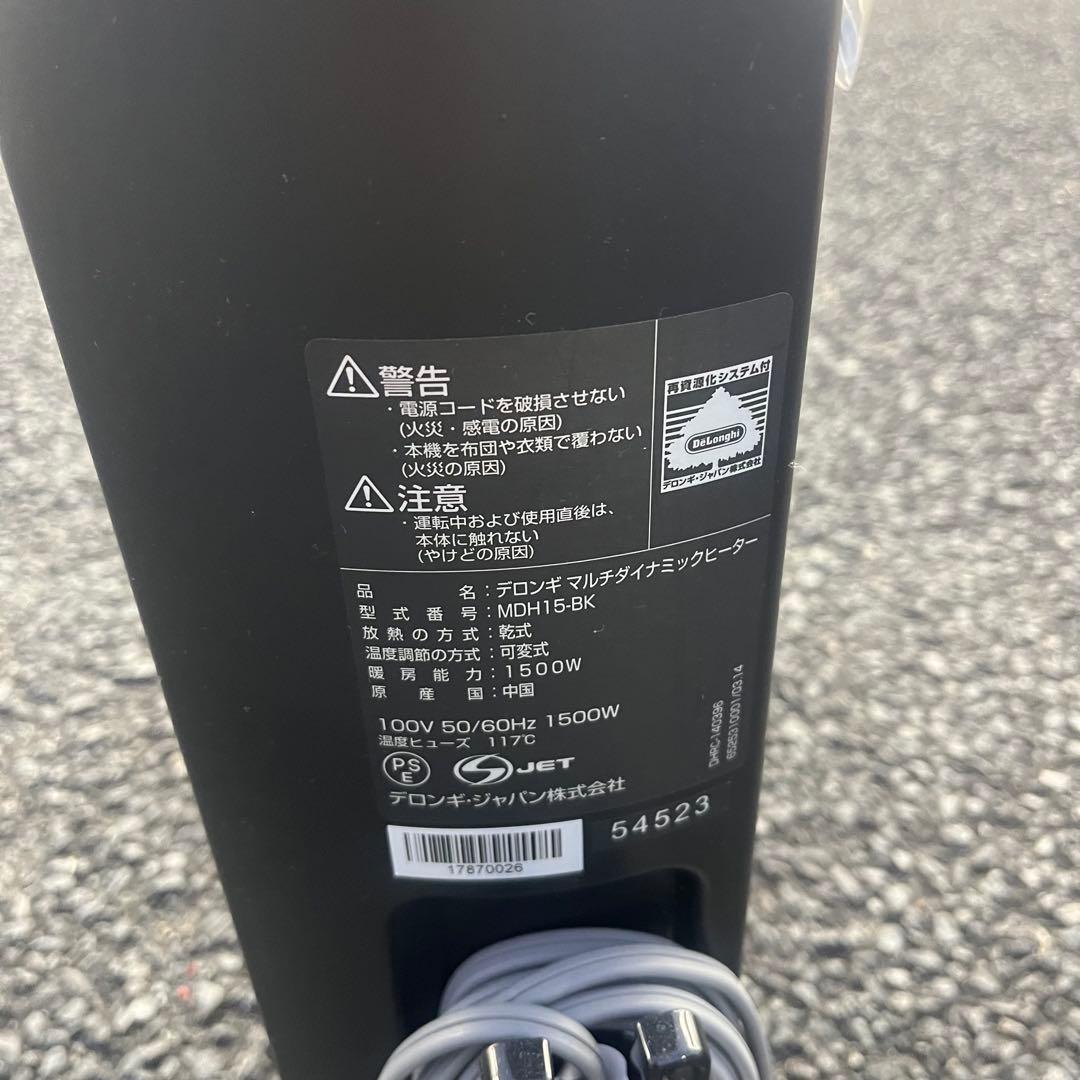 警告
・電源コードを破損させない
(火災・感電の原因)
・本機を布団や衣類で覆わない
(火災の原因)
注意
・運転中および使用直後は、
本体に触れない
(やけどの原因)
再資源化システム付
DeLonghi
デロンギ・ジャパン株式会社
品名:デロンギ マルチダイナミックヒーター
型式番号:MDH15-BK
放熱の方式:乾式
温度調節の方式:可変式
暖房能力:1500W
原産国:中国
100V 50/60Hz 1500W
温度ヒューズ 117℃
PS
E
JET
デロンギ・ジャパン株式会社
DHRC-140396
6525310001/03.14
54523
17870026